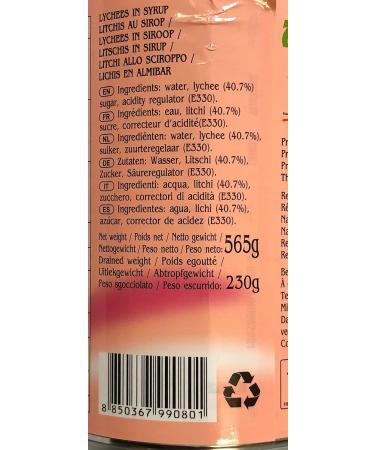 LYCHEES IN SYRUP
LITCHIS AU SIROP /
LYCHEES IN SIROOP /
LITSCHIS IN SIRUP /
LITCHI ALLO SCIROPPO /
LICHIS EN ALMIBAR
EN Ingredients: water, lychee (40.7%)
sugar, acidity regulator (E330).
FR Ingrédients: eau, litchi (40.7%)
sucre, correcteur d'acidité(E330).
NL Ingrediënten: water, lychee (40.7%),
suiker, zuurteregelaar (E330).
DE Zutaten: Wasser, Litschi (40.7%),
Zucker, Säureregulator (E330).
IT Ingredienti: acqua, litchi (40.7%),
zucchero, correttori di acidità (E330).
ES Ingredientes: agua, lichi (40.7%),
azúcar, corrector de acidez (E330).
Net weight / Poids net / Netto gewicht /
Nettogewicht / Peso netto / Peso neto: 565g
Drained weight / Poids egoutté /
Uitlekgewicht / Abtropfgewicht /
Peso sgocciolato / Peso escurrido: 230g
8 850367 990801